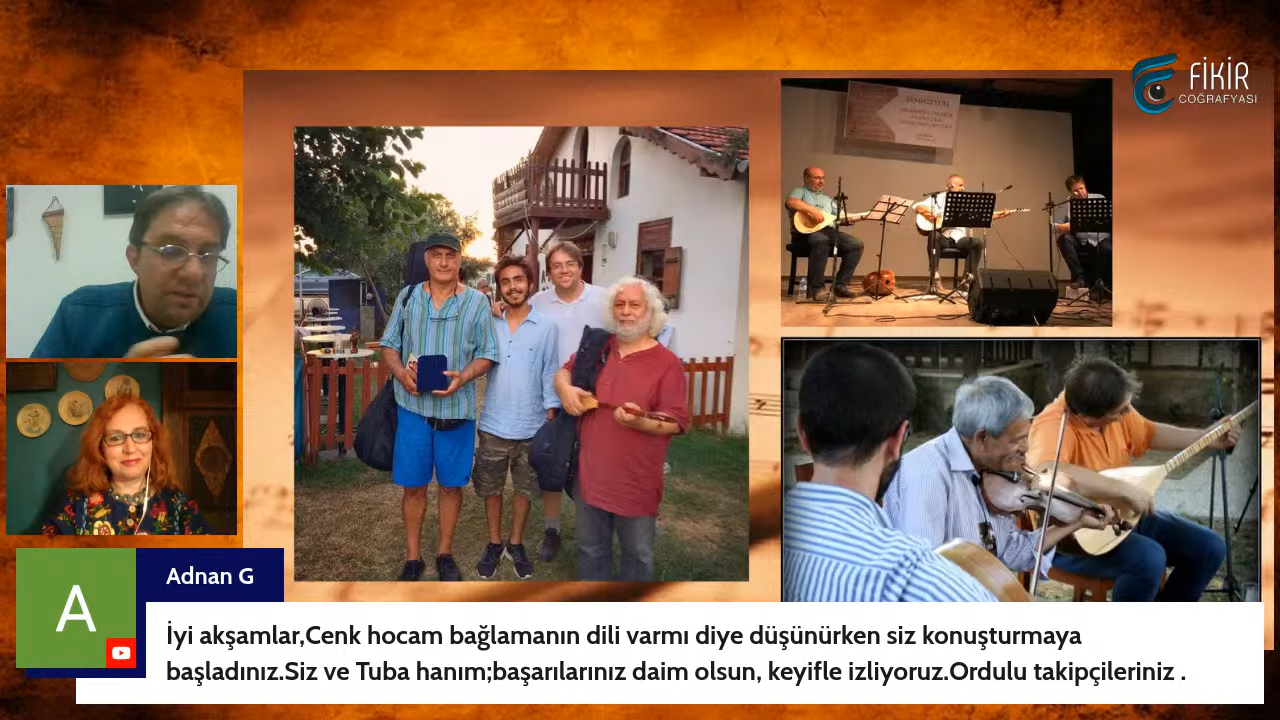 FİKİR
COĞRAFYASI
A
Adnan G
İyi akşamlar,Cenk hocam bağlamanın dili varmı diye düşünürken siz konuşturmaya
başladınız.Siz ve Tuba hanım;başarılarınız daim olsun, keyifle izliyoruz.Ordulu takipçileriniz .